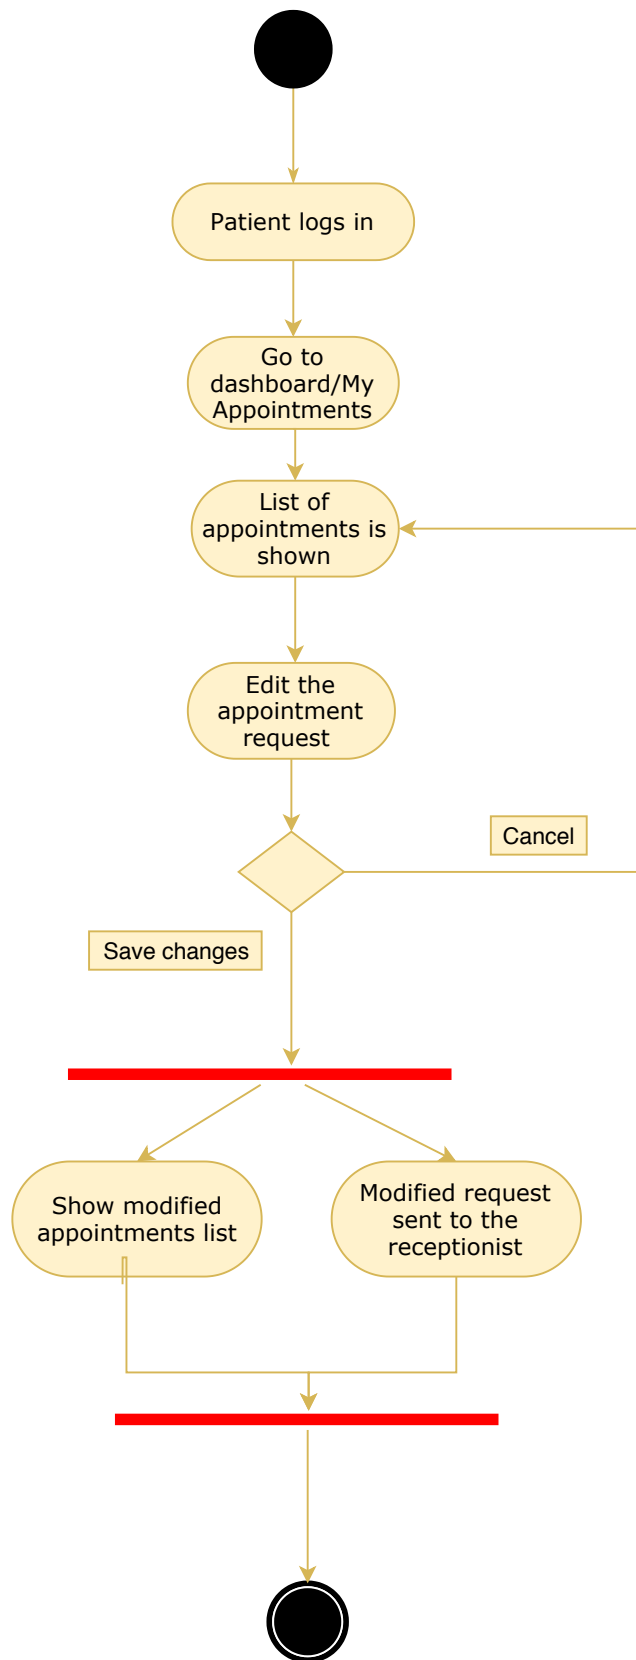 Patient logs in
Go to
dashboard/My
Appointments
List of
appointments is
shown
Edit the
appointment
request
Cancel
Save changes
Show modified
appointments list
Modified request
sent to the
receptionist